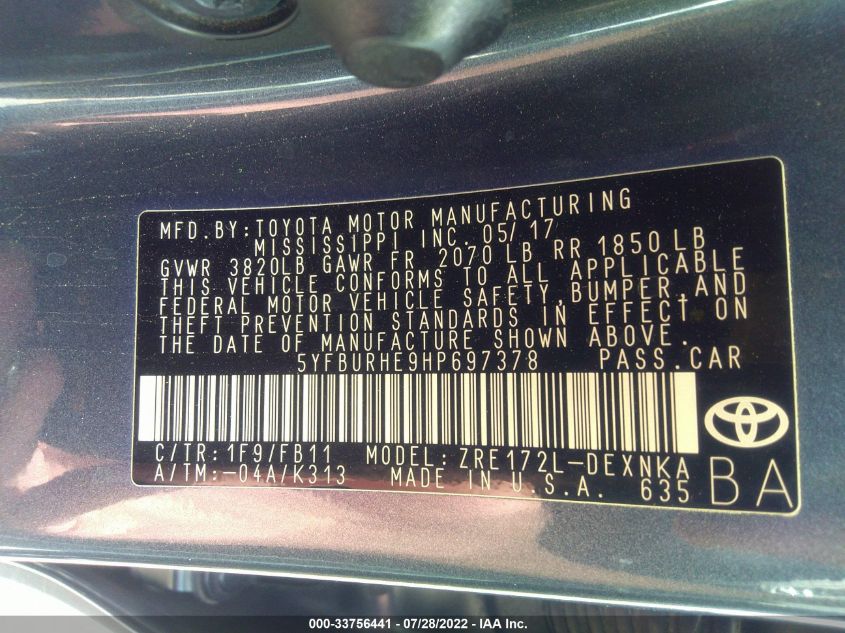 MFD.BY:TOYOTA MOTOR MANUFACTURING
MISSISSIPPI INC. 05/17
GVWR 3820LB GAWR FR 2070 LB RR 1850 LB
THIS VEHICLE CONFORMS TO ALL APPLICABLE
FEDERAL MOTOR VEHICLE SAFETY,BUMPER,AND
THEFT PREVENTION STANDARDS IN EFFECT ON
THE DATE OF MANUFACTURE SHOWN ABOVE.
5YFBURHE9HP697378 PASS.CAR
C/TR:1F9/FB11 MODEL:ZRE172L-DEXNKA
A/TM:-04A/K313 MADE IN U.S.A. 635
BA
000-33756441 - 07/28/2022 - IAA Inc.